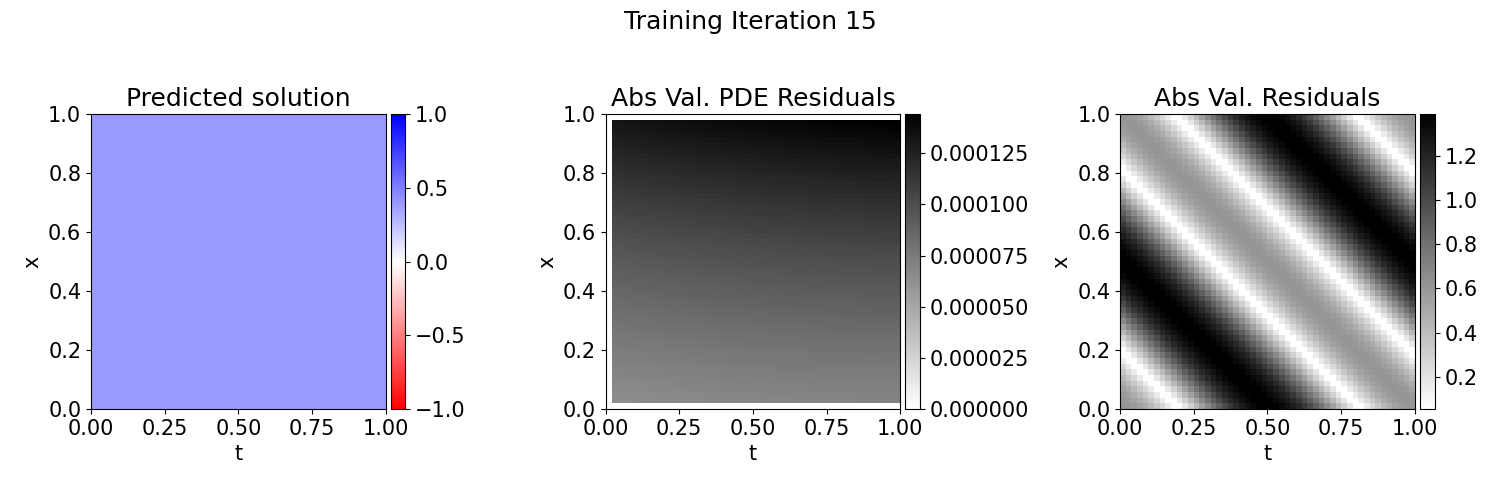 Training Iteration 15
Predicted solution
Abs Val. PDE Residuals
Abs Val. Residuals
1.0
0.8
0.6
0.4
0.2
0.0
x
0.00 0.25 0.50 0.75 1.00
t
1.0
0.5
0.0
−0.5
−1.0
1.0
0.8
0.6
0.4
0.2
0.0
x
0.00 0.25 0.50 0.75 1.00
t
0.000125
0.000100
0.000075
0.000050
0.000025
0.000000
1.0
0.8
0.6
0.4
0.2
0.0
x
0.00 0.25 0.50 0.75 1.00
t
1.2
1.0
0.8
0.6
0.4
0.2